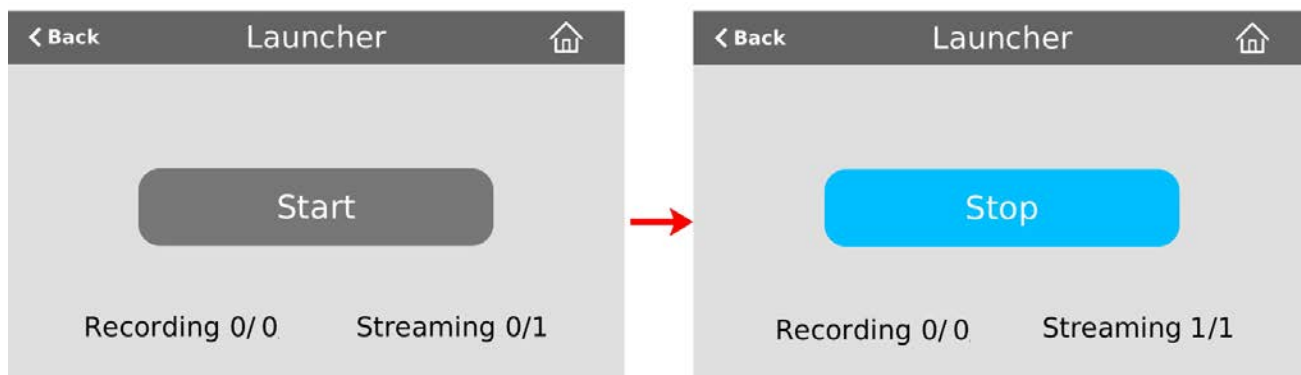 Back Launcher
Start
Recording 0/0 Streaming 0/1
Back Launcher
Stop
Recording 0/0 Streaming 1/1